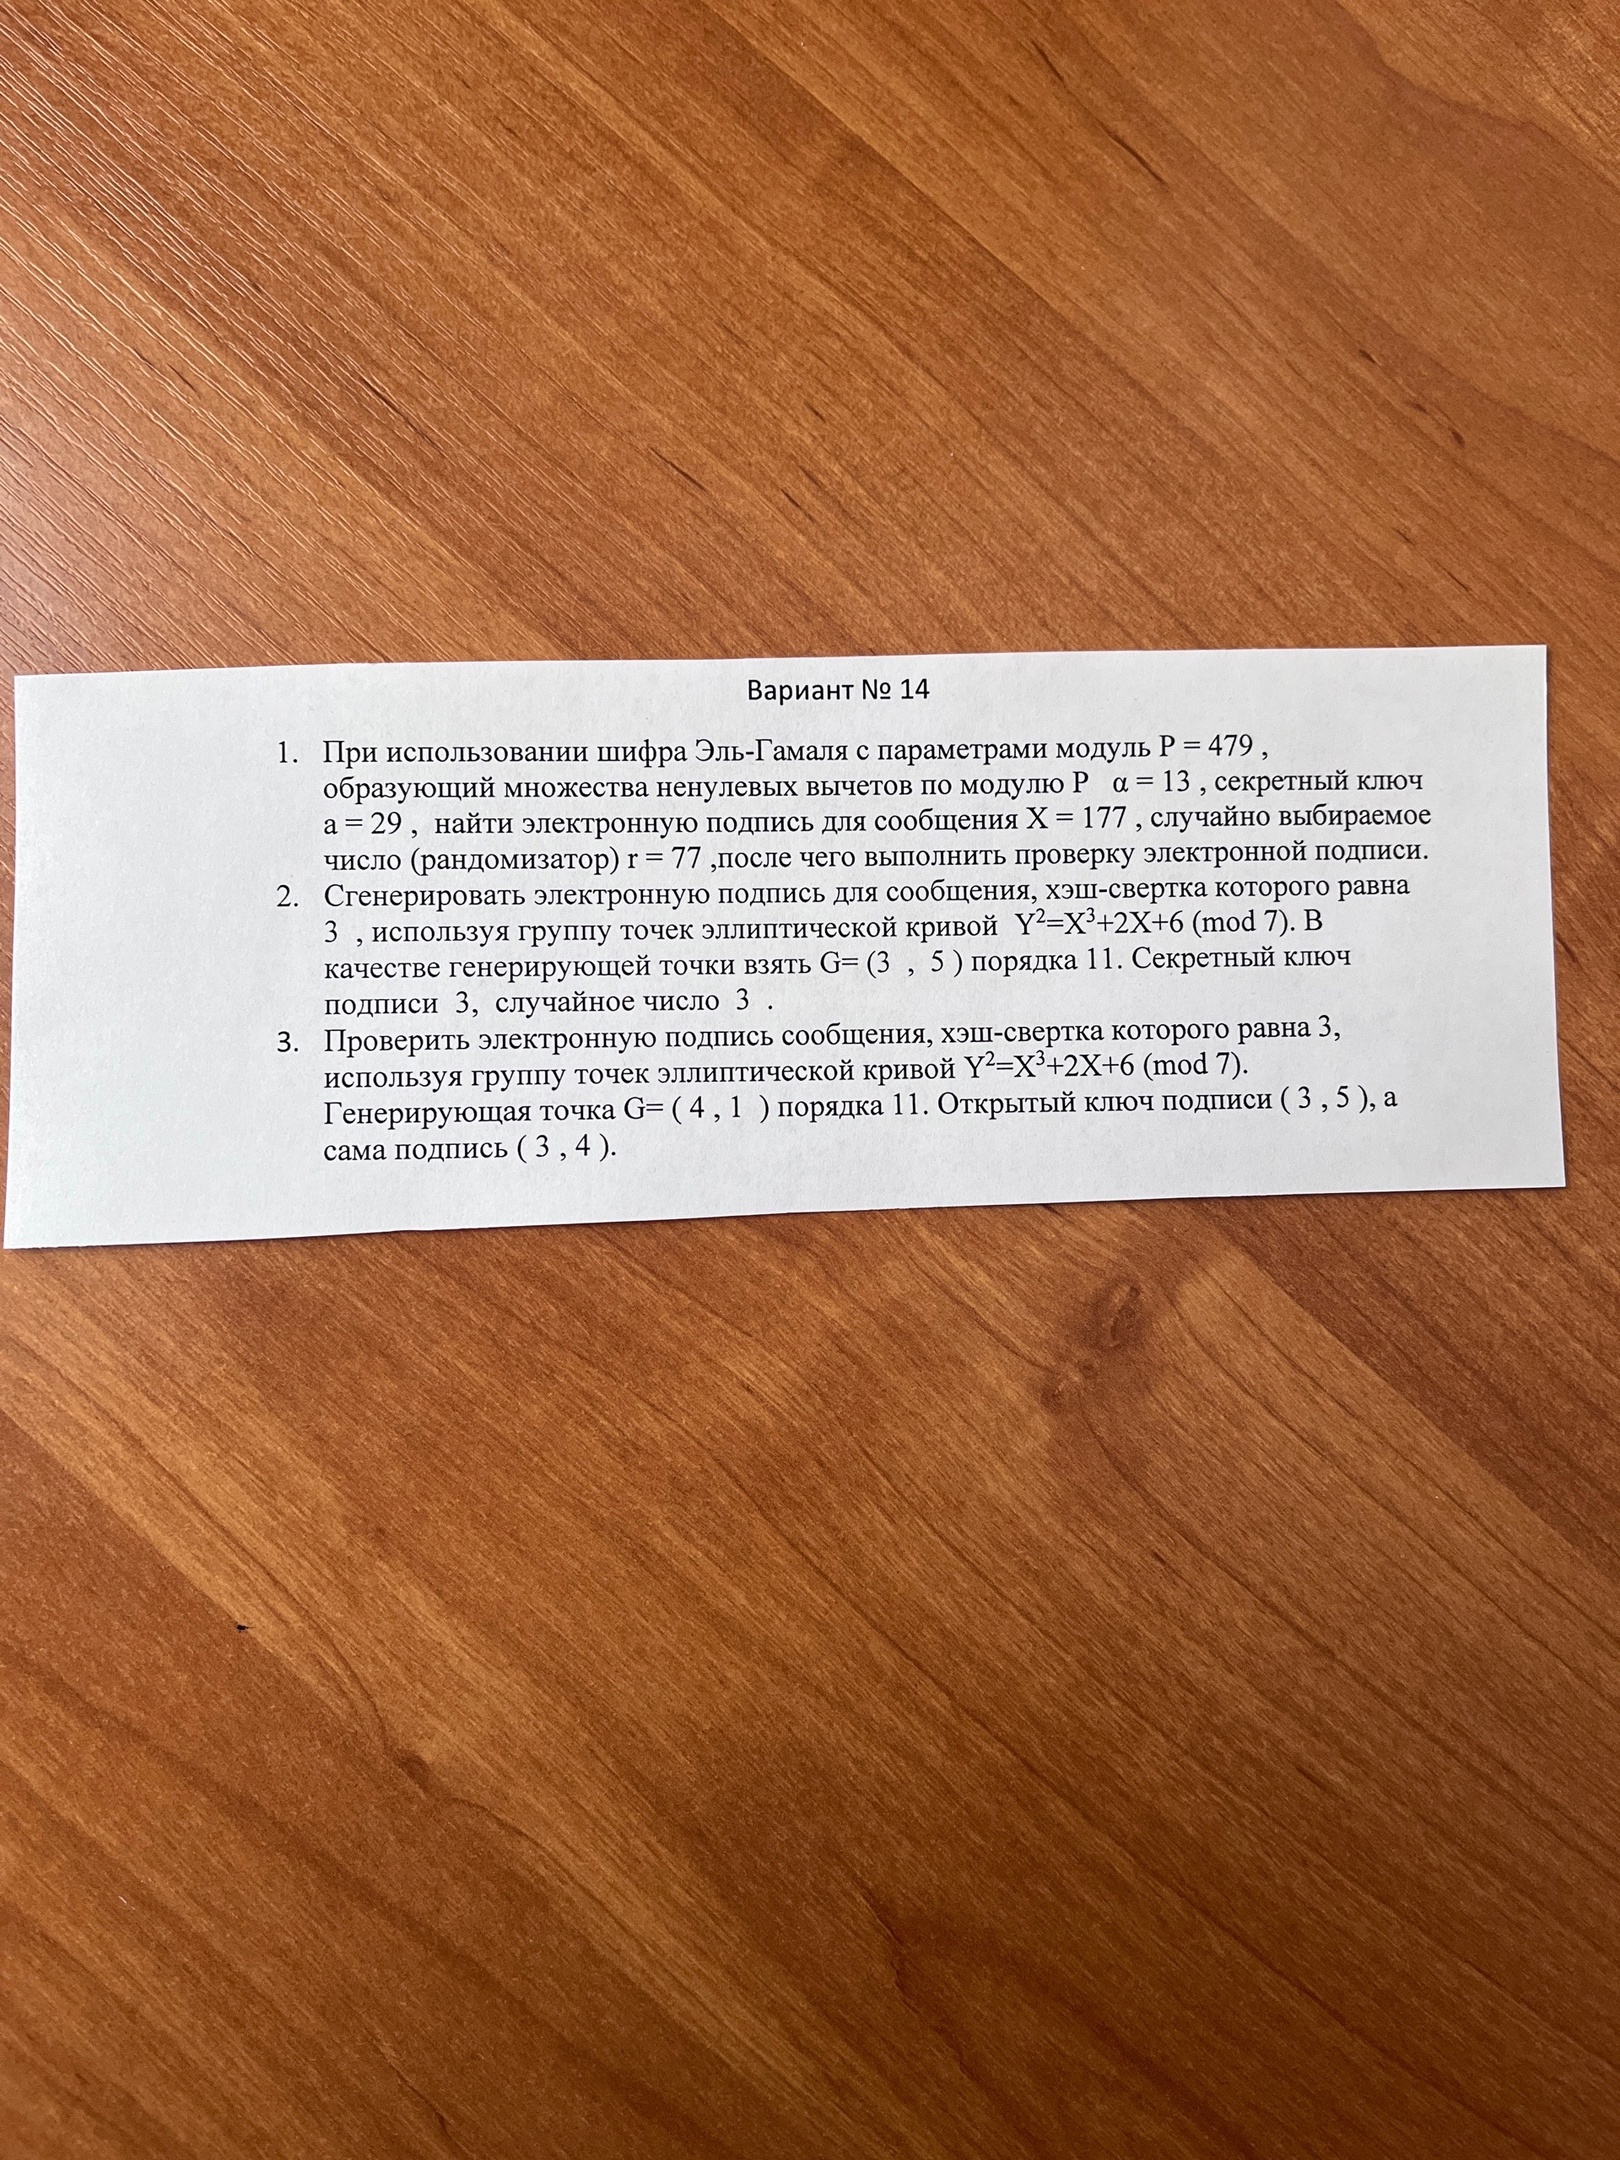 Вариант № 14
1. При использовании шифра Эль-Гамаля с параметрами модуль P = 479 ,
образующий множества ненулевых вычетов по модулю P α = 13 , секретный ключ
a = 29 , найти электронную подпись для сообщения X = 177 , случайно выбираемое
число (рандомизатор) r = 77 ,после чего выполнить проверку электронной подписи.
2. Сгенерировать электронную подпись для сообщения, хэш-свертка которого равна
3 , используя группу точек эллиптической кривой Y²=X³+2X+6 (mod 7). В
качестве генерирующей точки взять G= (3 , 5 ) порядка 11. Секретный ключ
подписи 3, случайное число 3 .
3. Проверить электронную подпись сообщения, хэш-свертка которого равна 3,
используя группу точек эллиптической кривой Y²=X³+2X+6 (mod 7).
Генерирующая точка G= ( 4 , 1 ) порядка 11. Открытый ключ подписи ( 3 , 5 ), а
сама подпись ( 3 , 4 ).